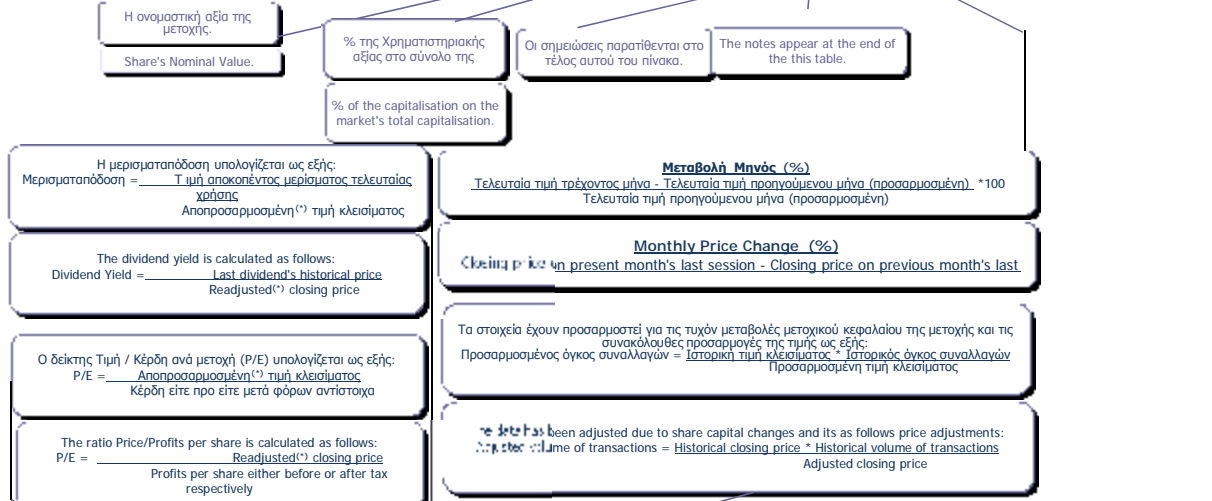 Η ονομαστική αξία της
μετοχής.
Share's Nominal Value.
% της Χρηματιστηριακής
αξίας στο σύνολο της
% of the capitalisation on the
market's total capitalisation.
Οι σημειώσεις παρατίθενται στο
τέλος αυτού του πίνακα.
The notes appear at the end of
the this table.
Η μερισματαπόδοση υπολογίζεται ως εξής:
Μερισματαπόδοση = Τ ιμή αποκοπέντος μερίσματος τελευταίας
χρήσης
Αποπροσαρμοσμένη(*) τιμή κλεισίματος
The dividend yield is calculated as follows:
Dividend Yield = Last dividend's historical price
Readjusted(*) closing price
Ο δείκτης Τιμή / Κέρδη ανά μετοχή (P/E) υπολογίζεται ως εξής:
P/E = Αποπροσαρμοσμένη(*) τιμή κλεισίματος
Κέρδη είτε προ είτε μετά φόρων αντίστοιχα
The ratio Price/Profits per share is calculated as follows:
P/E = Readjusted(*) closing price
Profits per share either before or after tax
respectively
Μεταβολή Μηνός (%)
Τελευταία τιμή τρέχοντος μήνα - Τελευταία τιμή προηγούμενου μήνα (προσαρμοσμένη) *100
Τελευταία τιμή προηγούμενου μήνα (προσαρμοσμένη)
Monthly Price Change (%)
Closing price on present month's last session - Closing price on previous month's last
Τα στοιχεία έχουν προσαρμοστεί για τις τυχόν μεταβολές μετοχικού κεφαλαίου της μετοχής και τις
συνακόλουθες προσαρμογές της τιμής ως εξής:
Προσαρμοσμένος όγκος συναλλαγών = Ιστορική τιμή κλεισίματος * Ιστορικός όγκος συναλλαγών
Προσαρμοσμένη τιμή κλεισίματος
he data has been adjusted due to share capital changes and its as follows price adjustments:
Adjusted volume of transactions = Historical closing price * Historical volume of transactions
Adjusted closing price